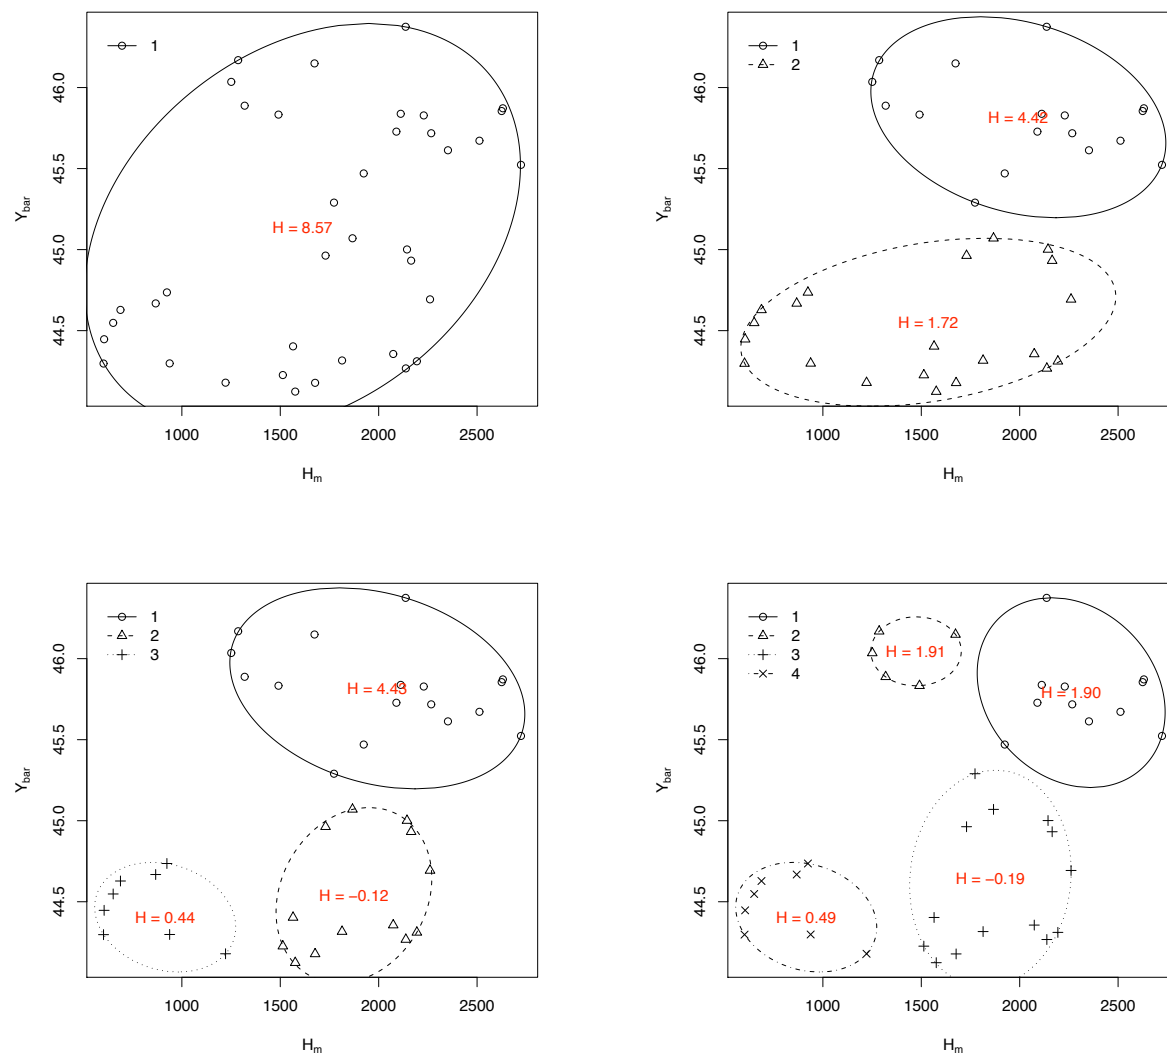 1
H = 8.57
44.5 45.0 45.5 46.0
Y_bar
1000 1500 2000 2500
H_m
1
2
H = 4.42
H = 1.72
44.5 45.0 45.5 46.0
Y_bar
1000 1500 2000 2500
H_m
1
2
3
H = 4.43
H = −0.12
H = 0.44
44.5 45.0 45.5 46.0
Y_bar
1000 1500 2000 2500
H_m
1
2
3
4
H = 1.91
H = 1.90
H = −0.19
H = 0.49
44.5 45.0 45.5 46.0
Y_bar
1000 1500 2000 2500
H_m